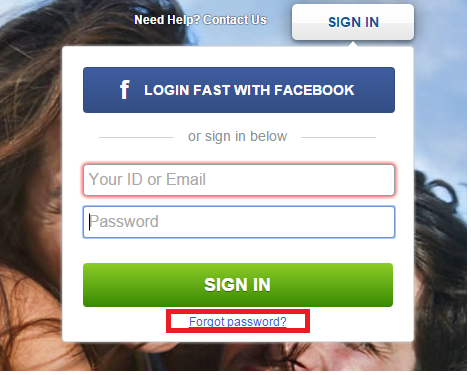 Need Help? Contact Us
SIGN IN
f LOGIN FAST WITH FACEBOOK
or sign in below
Your ID or Email
Password
SIGN IN
Forgot password?